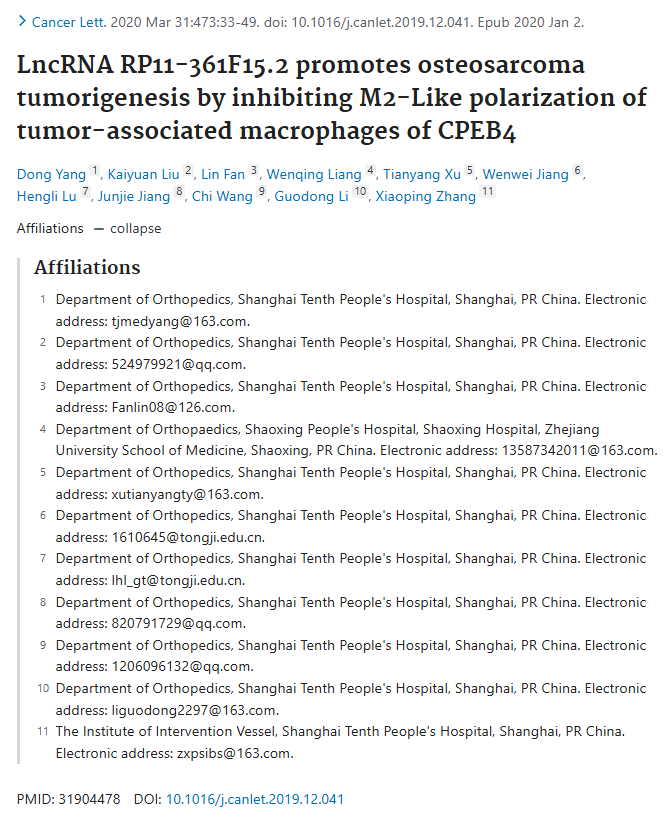 Cancer Lett. 2020 Mar 31:473:33-49. doi: 10.1016/j.canlet.2019.12.041. Epub 2020 Jan 2.
LncRNA RP11-361F15.2 promotes osteosarcoma
tumorigenesis by inhibiting M2-Like polarization of
tumor-associated macrophages of CPEB4
Dong Yang 1, Kaiyuan Liu 2, Lin Fan 3, Wenqing Liang 4, Tianyang Xu 5, Wenwei Jiang 6,
Hengli Lu 7, Junjie Jiang 8, Chi Wang 9, Guodong Li 10, Xiaoping Zhang 11
Affiliations — collapse
Affiliations
1 Department of Orthopedics, Shanghai Tenth People's Hospital, Shanghai, PR China. Electronic
address: tjmedyang@163.com.
2 Department of Orthopedics, Shanghai Tenth People's Hospital, Shanghai, PR China. Electronic
address: 524979921@qq.com.
3 Department of Orthopedics, Shanghai Tenth People's Hospital, Shanghai, PR China. Electronic
address: Fanlin08@126.com.
4 Department of Orthopaedics, Shaoxing People's Hospital, Shaoxing Hospital, Zhejiang
University School of Medicine, Shaoxing, PR China. Electronic address: 13587342011@163.com.
5 Department of Orthopedics, Shanghai Tenth People's Hospital, Shanghai, PR China. Electronic
address: xutianyangty@163.com.
6 Department of Orthopedics, Shanghai Tenth People's Hospital, Shanghai, PR China. Electronic
address: 1610645@tongji.edu.cn.
7 Department of Orthopedics, Shanghai Tenth People's Hospital, Shanghai, PR China. Electronic
address: lhl_gt@tongji.edu.cn.
8 Department of Orthopedics, Shanghai Tenth People's Hospital, Shanghai, PR China. Electronic
address: 820791729@qq.com.
9 Department of Orthopedics, Shanghai Tenth People's Hospital, Shanghai, PR China. Electronic
address: 1206096132@qq.com.
10 Department of Orthopedics, Shanghai Tenth People's Hospital, Shanghai, PR China. Electronic
address: liguodong2297@163.com.
11 The Institute of Intervention Vessel, Shanghai Tenth People's Hospital, Shanghai, PR China.
Electronic address: zxpsibs@163.com.
PMID: 31904478 DOI: 10.1016/j.canlet.2019.12.041